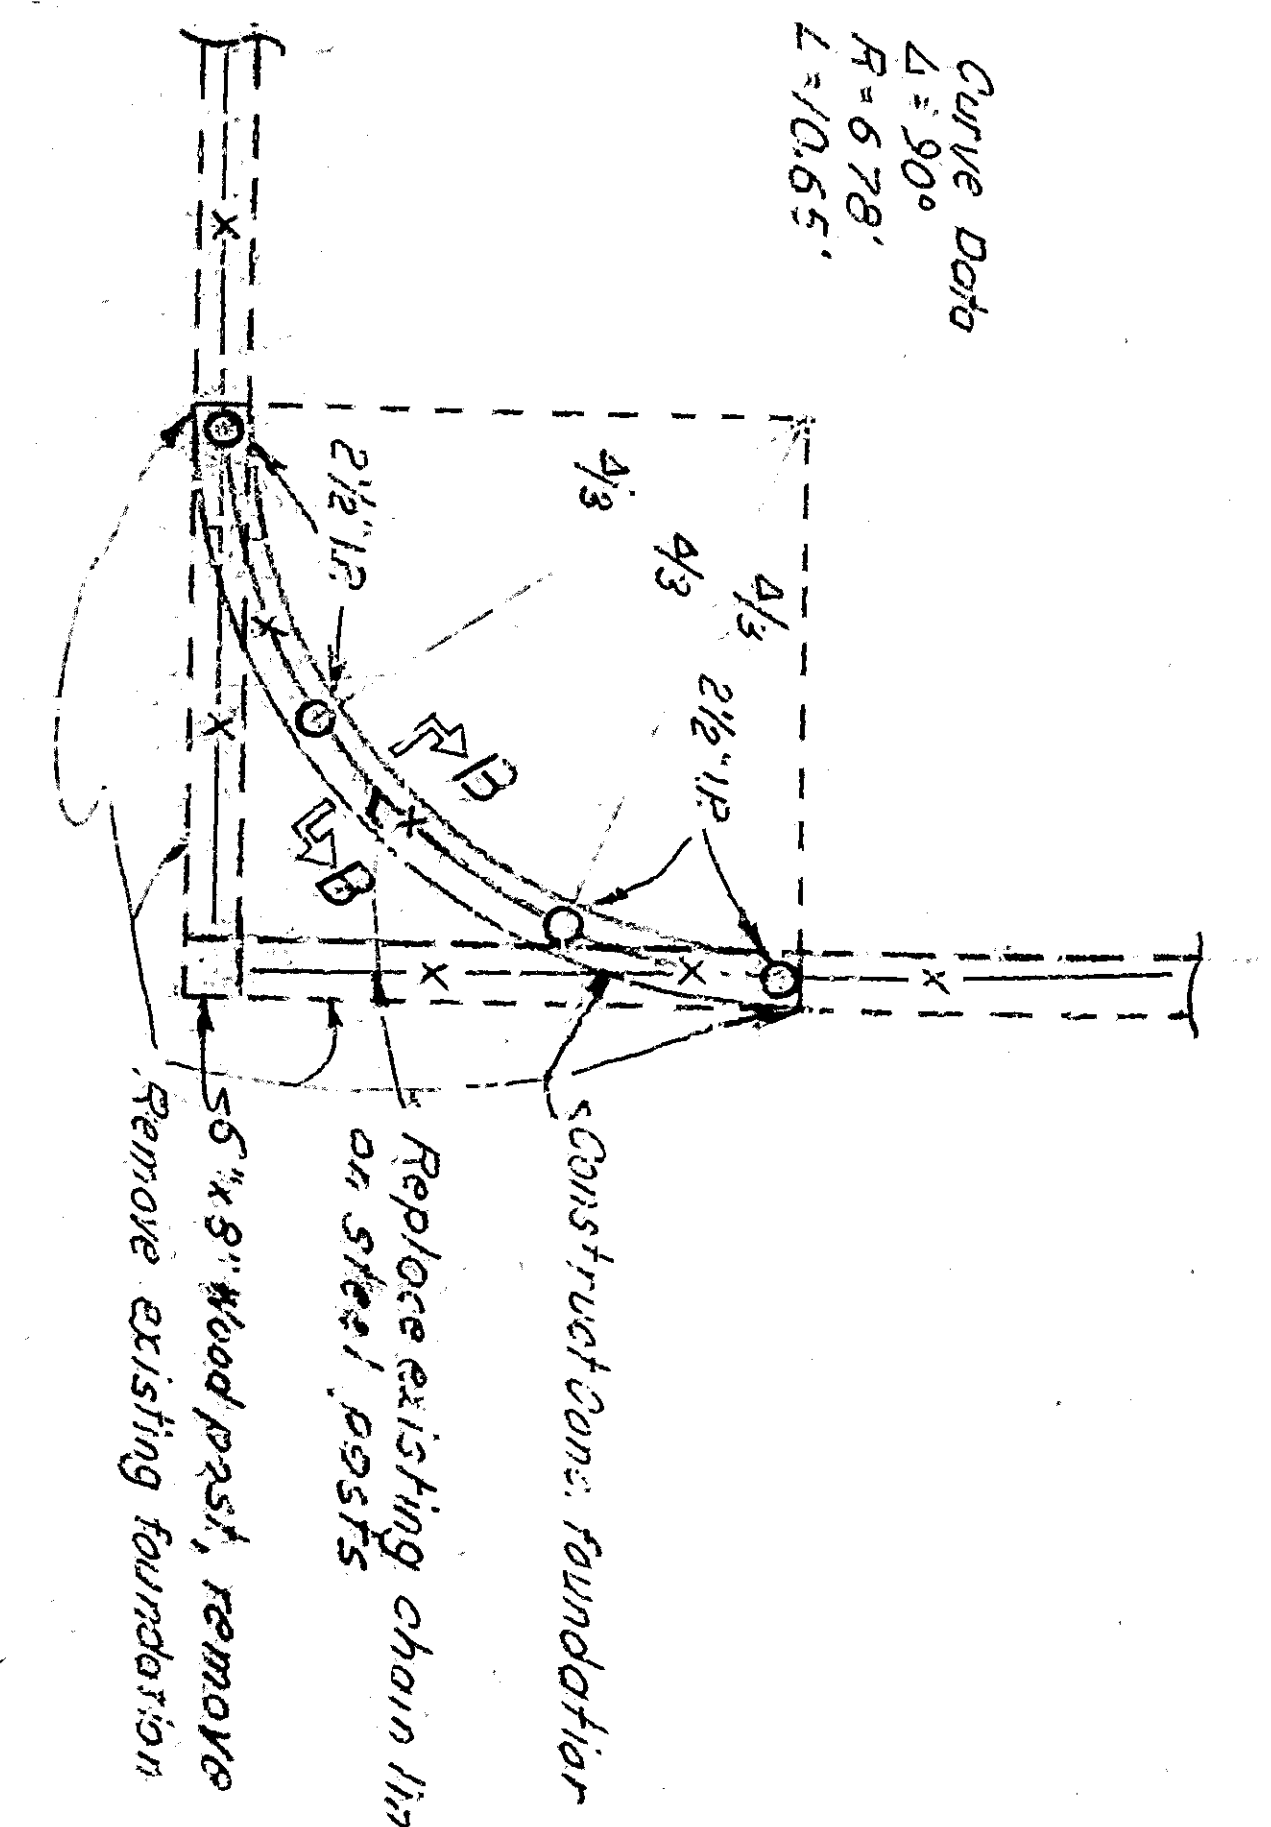 Curve Data
Δ = 90°
R = 6.78'
L = 10.65'
Δ/3
Δ/3
Δ/3
2½" I.P.
2½" I.P.
B
B
Construct Conc. foundation
Replace existing chain lin
on steel posts
6" x 8" Wood post, remove
Remove existing foundation